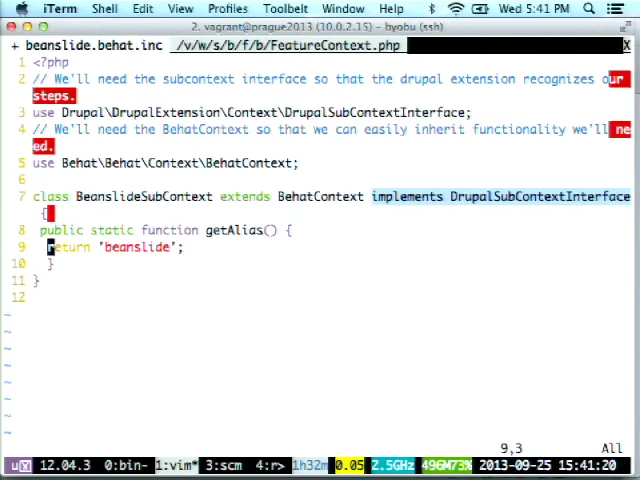 iTerm Shell Edit View Profiles Toolbelt Window Help Wed 5:41 PM
2. vagrant@prague2013 (10.0.2.15) - byobu (ssh)
+ beanslide.behat.inc /v/w/s/b/f/b/FeatureContext.php X
1 <?php
2 // We'll need the subcontext interface so that the drupal extension recognizes our
steps.
3 use Drupal\DrupalExtension\Context\DrupalSubContextInterface;
4 // We'll need the BehatContext so that we can easily inherit functionality we'll ne
ed.
5 use Behat\Behat\Context\BehatContext;
6
7 class BeanslideSubContext extends BehatContext implements DrupalSubContextInterface
{
8 public static function getAlias() {
9 return 'beanslide';
10 }
11 }
12
~
~
~
~
~
~
~
~
9,3 All
u 12.04.3 0:bin- 1:vim* 3:scm 4:r> 1h32m 0.05 2.5GHz 496M73% 2013-09-25 15:41:20